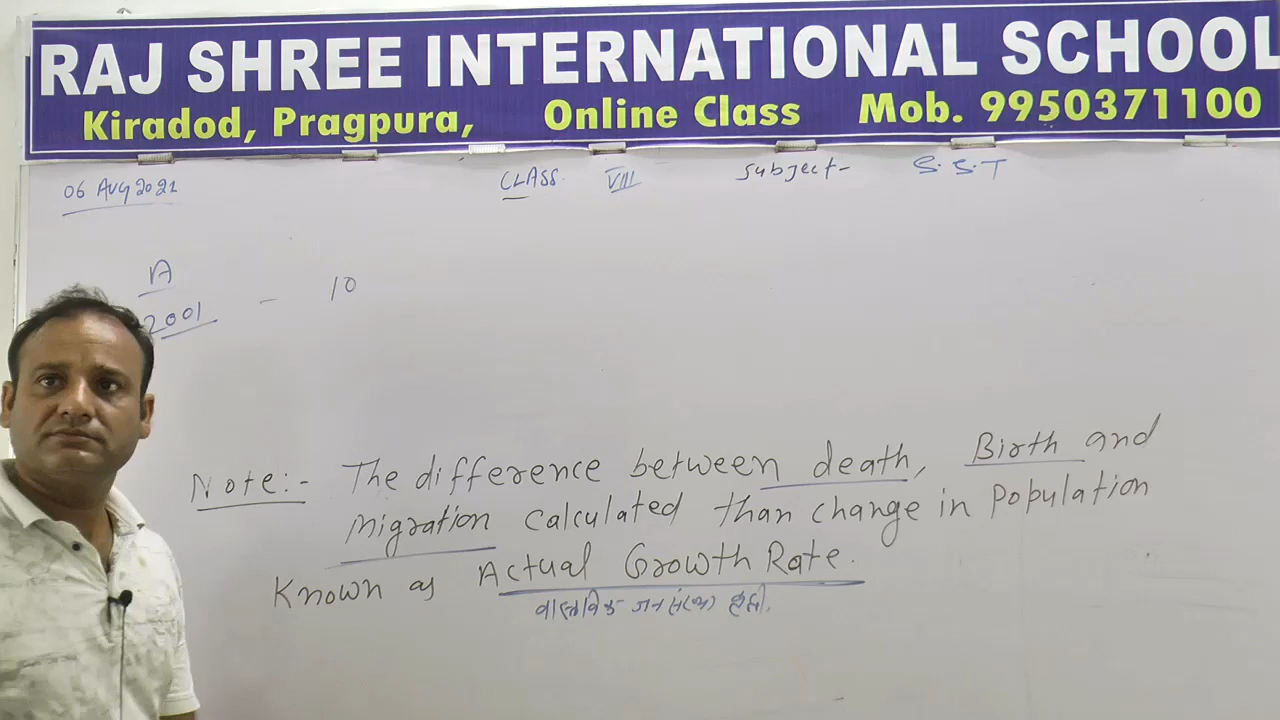 RAJ SHREE INTERNATIONAL SCHOOL
Kiradod, Pragpura, Online Class Mob. 9950371100
06 Aug 2021 CLASS VIII Subject- S.S.T
A
2001 - 10
Note:- The difference between death, Birth and
migration calculated than change in Population
Known as Actual Growth Rate.
वास्तविक जनसंख्या